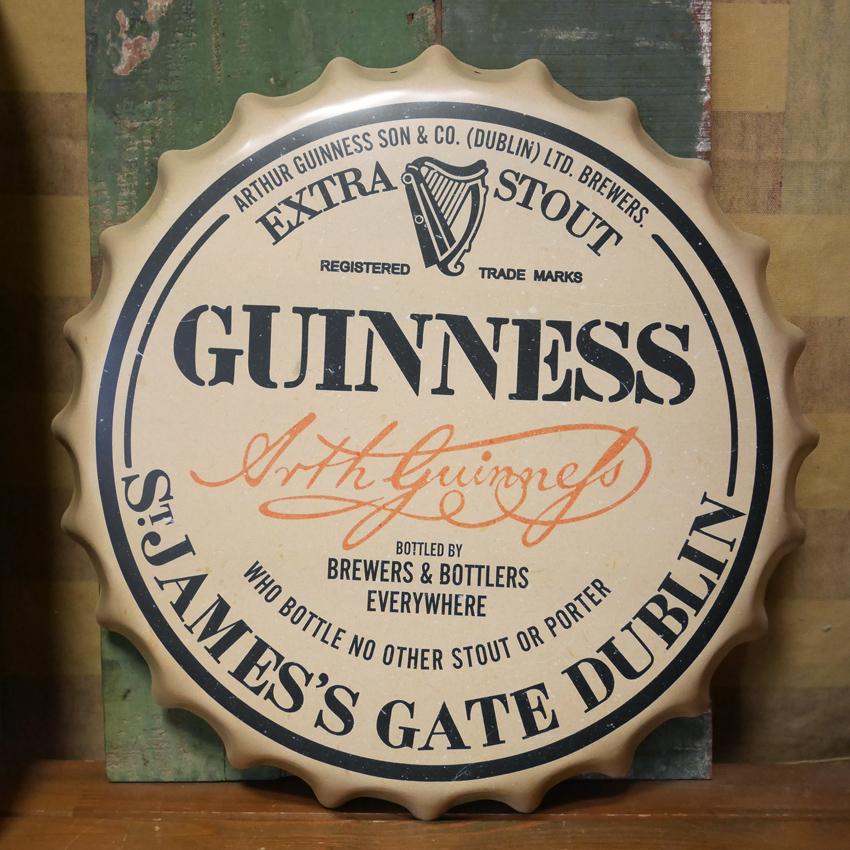 ARTHUR GUINNESS SON & CO. (DUBLIN) LTD. BREWERS.
EXTRA STOUT
REGISTERED TRADE MARKS
GUINNESS
Arth Guinness
BOTTLED BY
BREWERS & BOTTLERS
EVERYWHERE
WHO BOTTLE NO OTHER STOUT OR PORTER
ST. JAMES'S GATE DUBLIN